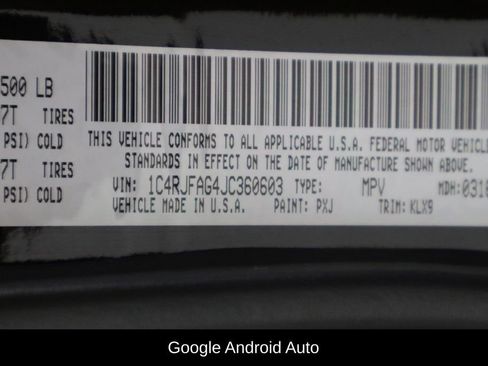 500 LB
7T TIRES
PSI) COLD
7T TIRES
PSI) COLD
THIS VEHICLE CONFORMS TO ALL APPLICABLE U.S.A. FEDERAL MOTOR VEHICLE
STANDARDS IN EFFECT ON THE DATE OF MANUFACTURE SHOWN ABOVE.
VIN: 1C4RJFAG4JC360603 TYPE: MPV MDH: 0316
VEHICLE MADE IN U.S.A. PAINT: PXJ TRIM: KLX9
Google Android Auto